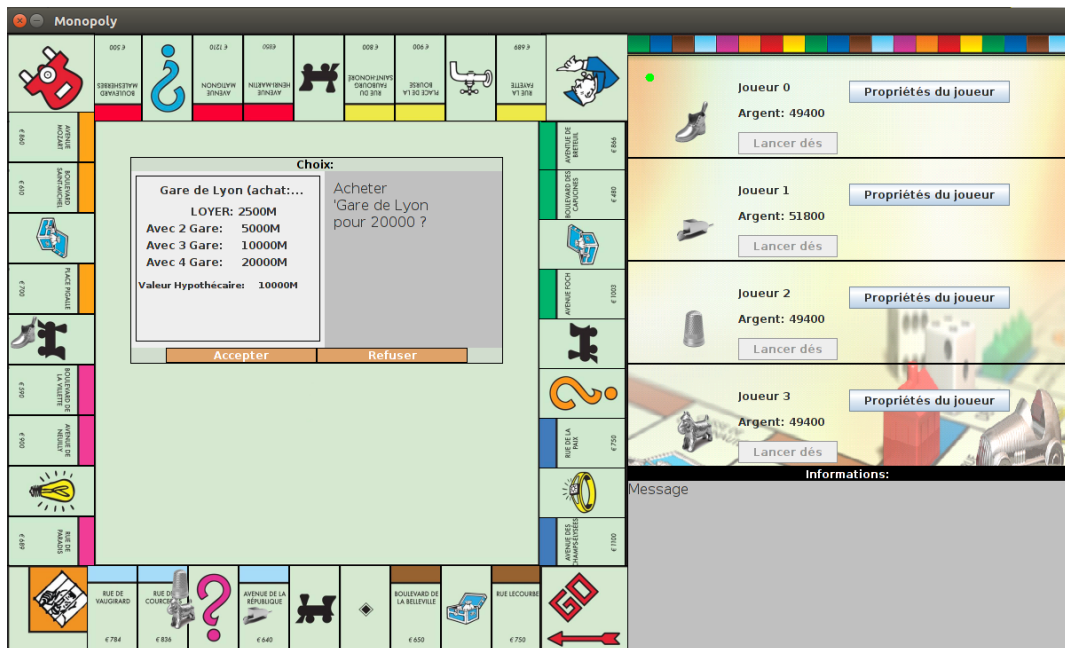 Monopoly
€ 500
BOULEVARD
MALESHERBES
€ 1210
AVENUE
MATIGNON
€ 1350
AVENUE
HENRI-MARTIN
€ 800
RUE DU
FAUBOURG
SAINT-HONORÉ
€ 900
PLACE DE LA
BOURSE
€ 689
RUE LA
FAYETTE
AVENUE
MOZART
€ 860
BOULEVARD
SAINT-MICHEL
€ 610
PLACE PIGALLE
€ 700
BOULEVARD DE
LA VILLETTE
€ 590
AVENUE DE
NEUILLY
€ 900
RUE DE
PARADIS
€ 689
Choix:
Gare de Lyon (achat:...
LOYER: 2500M
Avec 2 Gare: 5000M
Avec 3 Gare: 10000M
Avec 4 Gare: 20000M
Valeur Hypothécaire: 10000M
Acheter
'Gare de Lyon
pour 20000 ?
Accepter
Refuser
AVENUE DE
BRETEUIL
€ 866
BOULEVARD DES
CAPUCINES
€ 480
AVENUE FOCH
€ 1003
RUE DE LA
PAIX
€ 750
AVENUE DES
CHAMPS-ÉLYSÉES
€ 1100
RUE DE
VAUGIRARD
€ 784
RUE DE
€ 836
AVENUE DE LA
RÉPUBLIQUE
€ 640
BOULEVARD DE
LA BELLEVILLE
€ 650
RUE LECOURBE
€ 750
GO
Joueur 0
Propriétés du joueur
Argent: 49400
Lancer dés
Joueur 1
Propriétés du joueur
Argent: 51800
Lancer dés
Joueur 2
Propriétés du joueur
Argent: 49400
Lancer dés
Joueur 3
Propriétés du joueur
Argent: 49400
Lancer dés
Informations:
Message